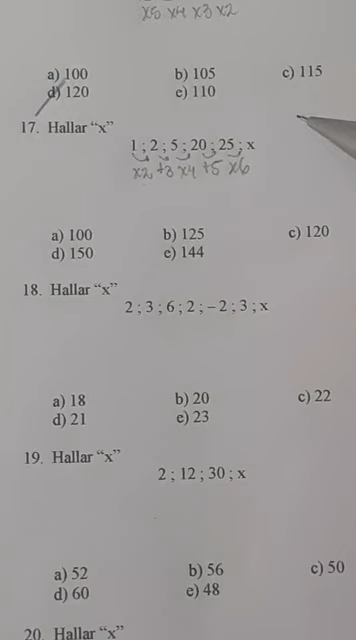 x5 x4 x3 x2
a) 100 b) 105 c) 115
d) 120 e) 110
17. Hallar “x”
1 ; 2 ; 5 ; 20 ; 25 ; x
x2 +3 x4 +5 x6
a) 100 b) 125 c) 120
d) 150 e) 144
18. Hallar “x”
2 ; 3 ; 6 ; 2 ; – 2 ; 3 ; x
a) 18 b) 20 c) 22
d) 21 e) 23
19. Hallar “x”
2 ; 12 ; 30 ; x
a) 52 b) 56 c) 50
d) 60 e) 48
20. Hallar “x”